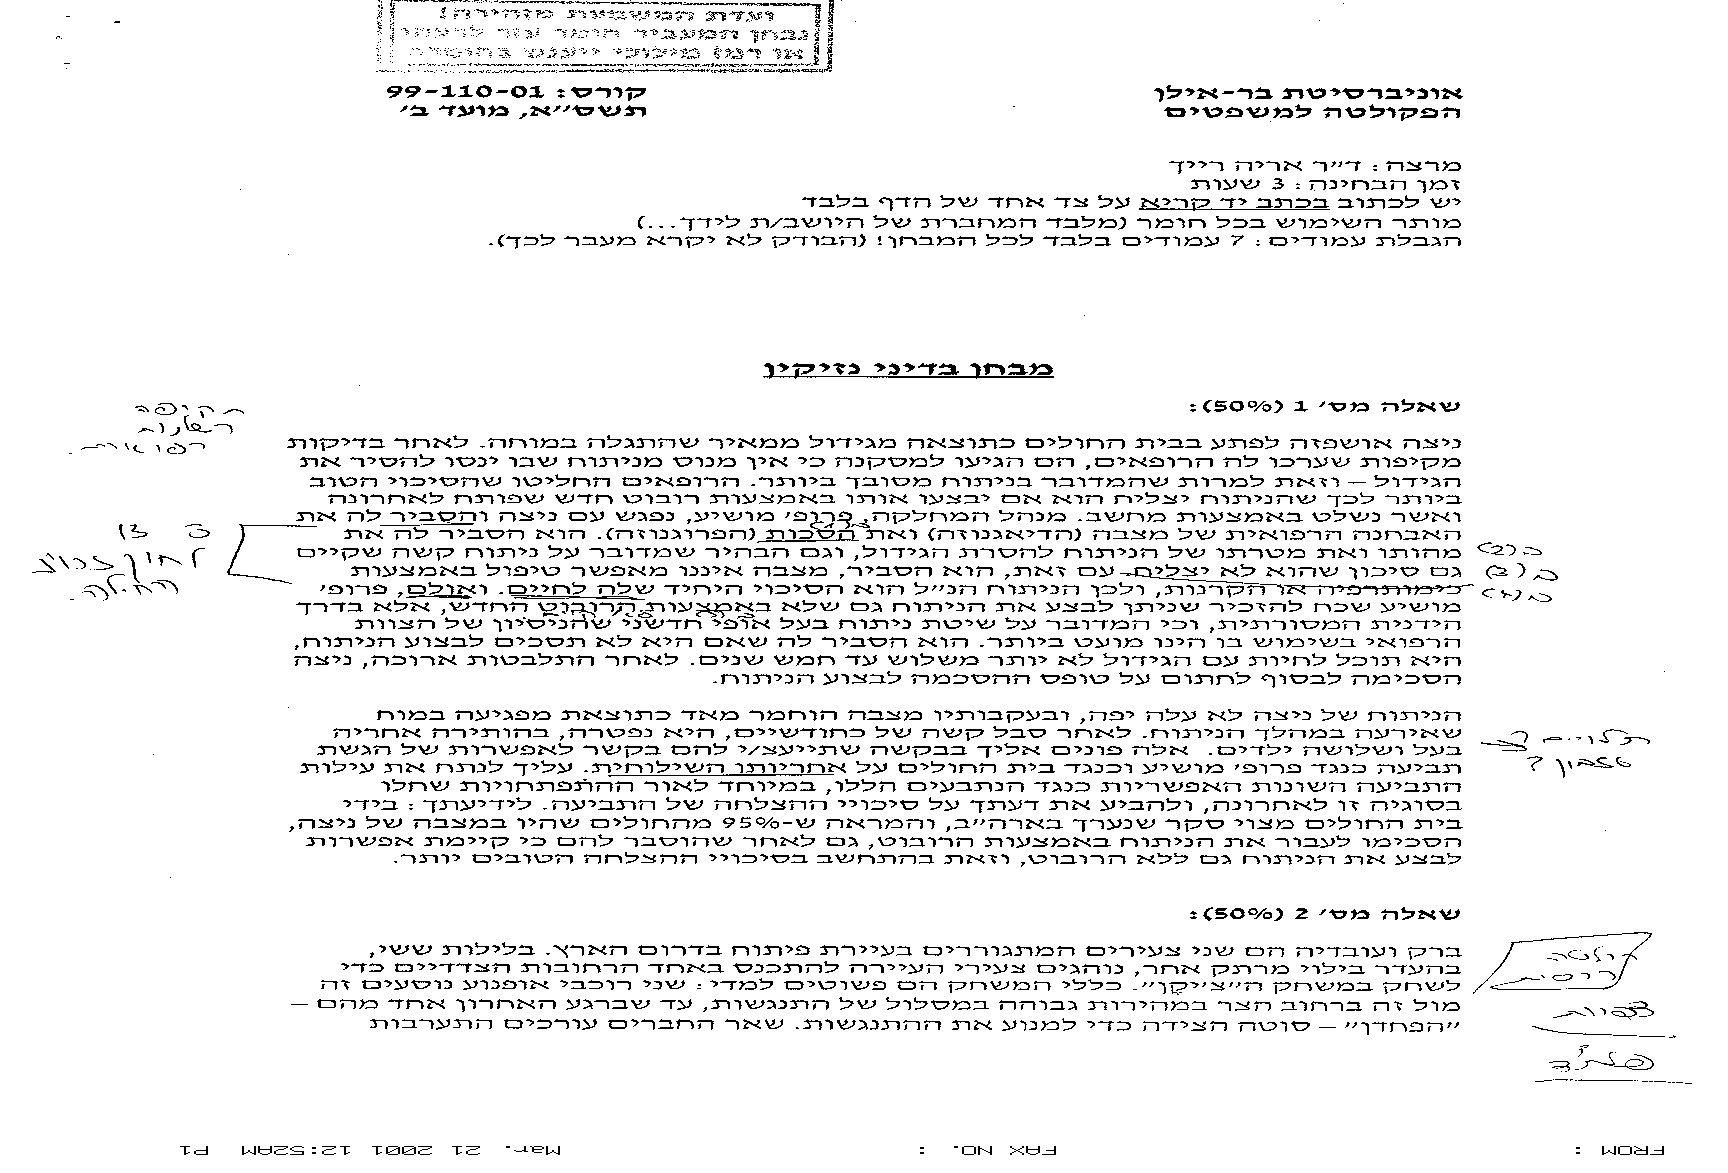 ועדת המשמעת מזהירה!
נבחן המעביר חומר עזר לרעהו
או רמז מילולי ייענש בחומרה
אוניברסיטת בר-אילן
הפקולטה למשפטים
קורס: 99-110-01
תשס"א, מועד ב'
מרצה: ד"ר אריה רייך
זמן הבחינה: 3 שעות
יש לכתוב בכתב יד קריא על צד אחד של הדף בלבד
מותר השימוש בכל חומר (מלבד המחברת של היושב/ת לידך...)
הגבלת עמודים: 7 עמודים בלבד לכל המבחן! (הבודק לא יקרא מעבר לכך).
מבחן בדיני נזיקין
שאלה מס' 1 (50%):
ניצה אושפזה לפתע בבית החולים כתוצאה מגידול ממאיר שהתגלה במוחה. לאחר בדיקות
מקיפות שערכו לה הרופאים, הם הגיעו למסקנה כי אין מנוס מניתוח שבו ינסו להסיר את
הגידול – וזאת למרות שהמדובר בניתוח מסובך ביותר. הרופאים החליטו שהסיכוי הטוב
ביותר לכך שהניתוח יצליח הוא אם יבצעו אותו באמצעות רובוט חדש שפותח לאחרונה
ואשר נשלט באמצעות מחשב. מנהל המחלקה, פרופ' מושיע, נפגש עם ניצה והסביר לה את
האבחנה הרפואית של מצבה (הדיאגנוזה) ואת הסכות (הפרוגנוזה). הוא הסביר לה את
מהותו ואת מטרתו של הניתוח להסרת הגידול, וגם הבהיר שמדובר על ניתוח קשה שקיים
גם סיכון שהוא לא יצליח. עם זאת, הוא הסביר, מצבה איננו מאפשר טיפול באמצעות
כימותרפיה או הקרנות, ולכן הניתוח הנ"ל הוא הסיכוי היחיד שלה לחיים. ואולם, פרופ'
מושיע שכח להזכיר שניתן לבצע את הניתוח גם שלא באמצעות הרובוט החדש, אלא בדרך
הידנית המסורתית, וכי המדובר על שיטת ניתוח בעל אופי חדשני שהניסיון של הצוות
הרפואי בשימוש בו הינו מועט ביותר. הוא הסביר לה שאם היא לא תסכים לבצוע הניתוח,
היא תוכל לחיות עם הגידול לא יותר משלוש עד חמש שנים. לאחר התלבטות ארוכה, ניצה
הסכימה לבסוף לחתום על טופס ההסכמה לבצוע הניתוח.
הניתוח של ניצה לא עלה יפה, ובעקבותיו מצבה הוחמר מאד כתוצאת מפגיעה במוח
שאירעה במהלך הניתוח. לאחר סבל קשה של כחודשיים, היא נפטרה, בהותירה אחריה
בעל ושלושה ילדים. אלה פונים אליך בבקשה שתייעצ/י להם בקשר לאפשרות של הגשת
תביעה כנגד פרופ' מושיע וכנגד בית החולים על אחריותו השילוחית. עליך לנתח את עילות
התביעה השונות האפשריות כנגד הנתבעים הללו, במיוחד לאור ההתפתחויות שחלו
בסוגיה זו לאחרונה, ולהביע את דעתך על סיכויי ההצלחה של התביעה. לידיעתך: בידי
בית החולים מצוי סקר שנערך בארה"ב, והמראה ש-95% מהחולים שהיו במצבה של ניצה,
הסכימו לעבור את הניתוח באמצעות הרובוט, גם לאחר שהוסבר להם כי קיימת אפשרות
לבצע את הניתוח גם ללא הרובוט, וזאת בהתחשב בסיכויי ההצלחה הטובים יותר.
שאלה מס' 2 (50%):
ברק ועובדיה הם שני צעירים המתגוררים בעיירת פיתוח בדרום הארץ. בלילות ששי,
בהעדר בילוי מרתק אחר, נוהגים צעירי העיירה להתכנס באחד הרחובות הצדדיים כדי
לשחק במשחק ה"צ'יקן". כללי המשחק הם פשוטים למדי: שני רוכבי אופנוע נוסעים זה
מול זה ברחוב הצר במהירות גבוהה במסלול של התנגשות, עד שברגע האחרון אחד מהם –
"הפחדן" – סוטה הצידה כדי למנוע את ההתנגשות. שאר החברים עורכים התערבות
תקיפה
רשלנות
רפואית.
13
לחוק זכויות
החולה.
FROM :
FAX NO. :
Mar. 21 2001 12:52AM P1